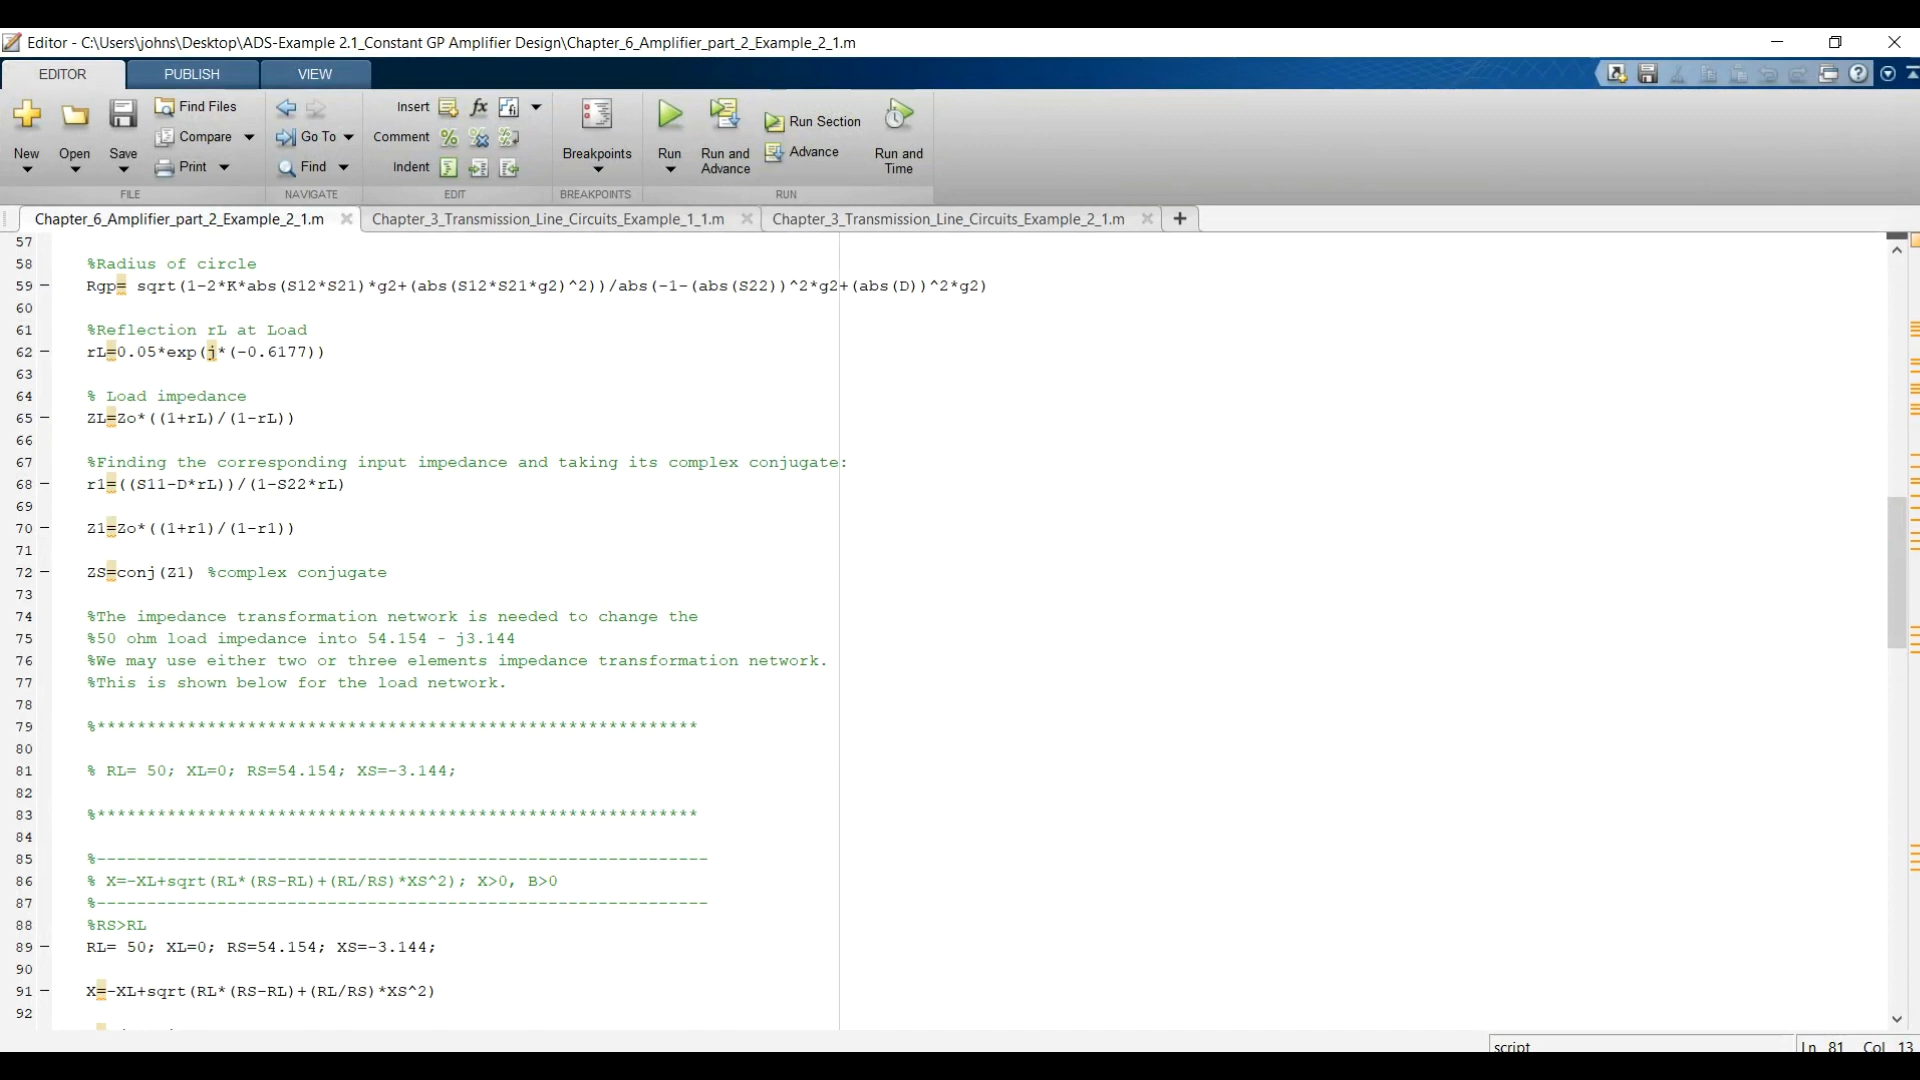 Editor - C:\Users\johns\Desktop\ADS-Example 2.1_Constant GP Amplifier Design\Chapter_6_Amplifier_part_2_Example_2_1.m
EDITOR PUBLISH VIEW
New Open Save Find Files Compare Print
Go To Find
Insert fx Comment Indent
Breakpoints
Run Run and Advance Run Section Advance Run and Time
FILE NAVIGATE EDIT BREAKPOINTS RUN
Chapter_6_Amplifier_part_2_Example_2_1.m Chapter_3_Transmission_Line_Circuits_Example_1_1.m Chapter_3_Transmission_Line_Circuits_Example_2_1.m
57
58 %Radius of circle
59 Rgp= sqrt(1-2*K*abs(S12*S21)*g2+(abs(S12*S21*g2)^2))/abs(-1-(abs(S22))^2*g2+(abs(D))^2*g2)
60
61 %Reflection rL at Load
62 rL=0.05*exp(j*(-0.6177))
63
64 % Load impedance
65 ZL=Zo*((1+rL)/(1-rL))
66
67 %Finding the corresponding input impedance and taking its complex conjugate:
68 r1=((S11-D*rL))/(1-S22*rL)
69
70 Z1=Zo*((1+r1)/(1-r1))
71
72 ZS=conj(Z1) %complex conjugate
73
74 %The impedance transformation network is needed to change the
75 %50 ohm load impedance into 54.154 - j3.144
76 %We may use either two or three elements impedance transformation network.
77 %This is shown below for the load network.
78
79 %************************************************************
80
81 % RL= 50; XL=0; RS=54.154; XS=-3.144;
82
83 %************************************************************
84
85 %-------------------------------------------------------------
86 % X=-XL+sqrt(RL*(RS-RL)+(RL/RS)*XS^2); X>0, B>0
87 %-------------------------------------------------------------
88 %RS>RL
89 RL= 50; XL=0; RS=54.154; XS=-3.144;
90
91 X=-XL+sqrt(RL*(RS-RL)+(RL/RS)*XS^2)
92
script Ln 81 Col 13